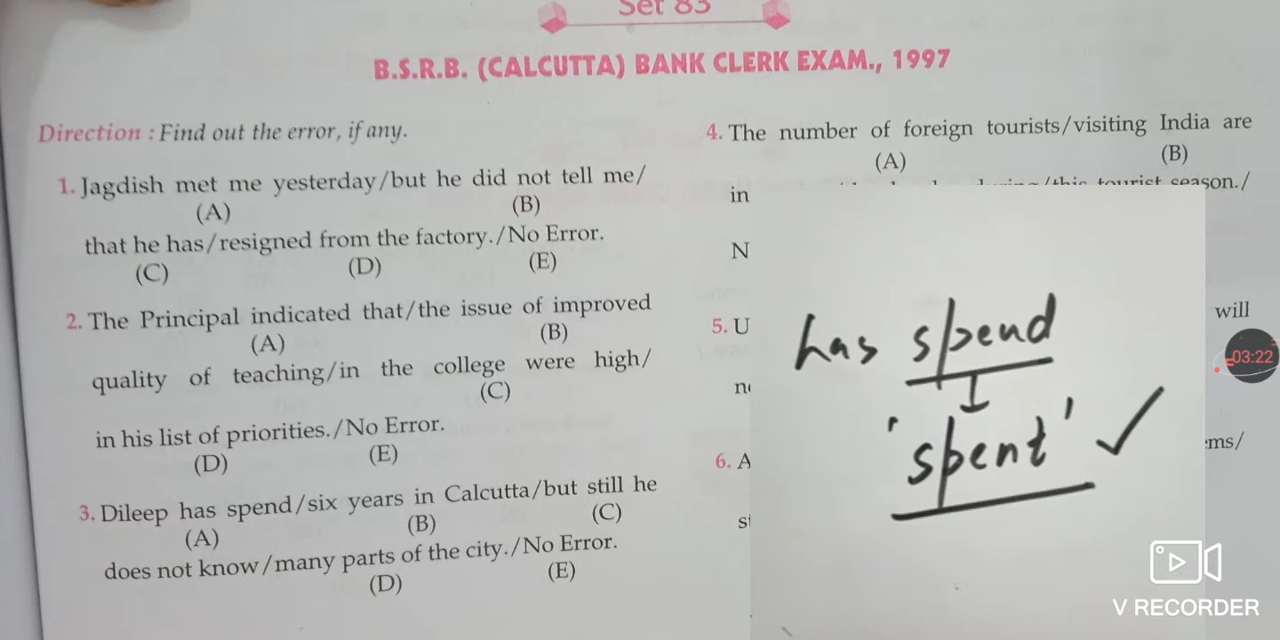 Set 83
B.S.R.B. (CALCUTTA) BANK CLERK EXAM., 1997
Direction : Find out the error, if any.
1. Jagdish met me yesterday/but he did not tell me/
(A) (B)
that he has/resigned from the factory./No Error.
(C) (D) (E)
2. The Principal indicated that/the issue of improved
(A) (B)
quality of teaching/in the college were high/
(C)
in his list of priorities./No Error.
(D) (E)
3. Dileep has spend/six years in Calcutta/but still he
(A) (B) (C)
does not know/many parts of the city./No Error.
(D) (E)
4. The number of foreign tourists/visiting India are
(A) (B)
in /this tourist season./
N
5. U will
6. A ms/
has spend
'spent'
03:22
V RECORDER